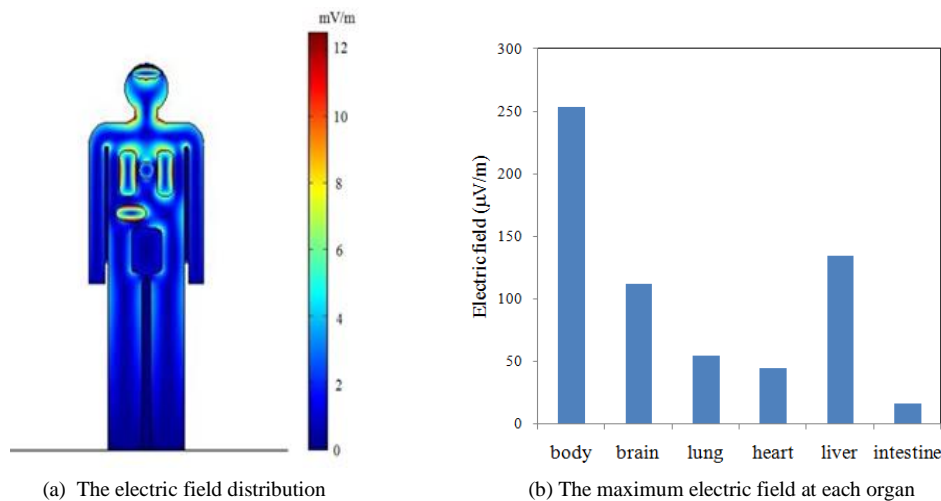 mV/m
12
10
8
6
4
2
0
(a) The electric field distribution
300
250
200
150
100
50
0
Electric field (μV/m)
body brain lung heart liver intestine
(b) The maximum electric field at each organ